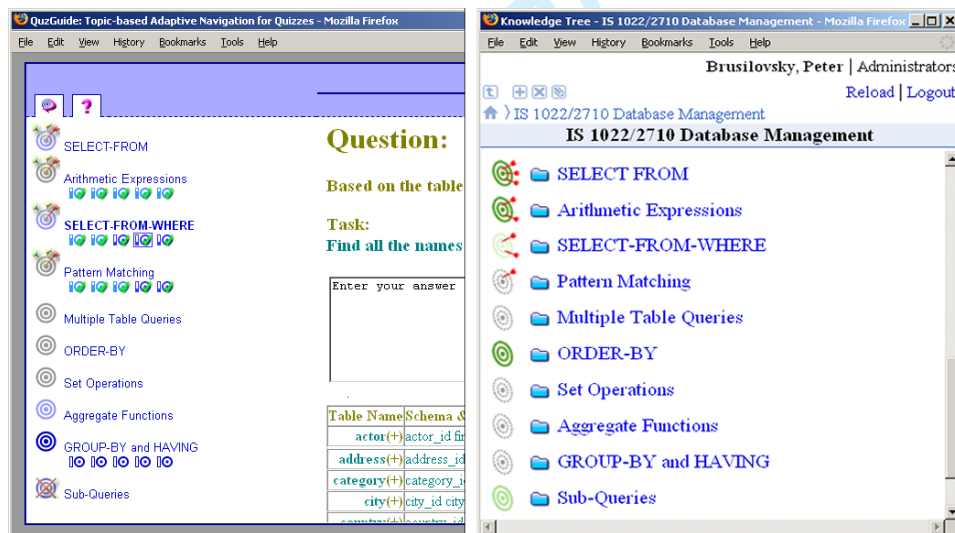 QuzGuide: Topic-based Adaptive Navigation for Quizzes - Mozilla Firefox
File Edit View History Bookmarks Tools Help
?
SELECT-FROM
Arithmetic Expressions
SELECT-FROM-WHERE
Pattern Matching
Multiple Table Queries
ORDER-BY
Set Operations
Aggregate Functions
GROUP-BY and HAVING
Sub-Queries
Question:
Based on the table
Task:
Find all the names
Enter your answer
Table Name Schema &
actor(+) actor_id fir
address(+) address_id
category(+) category_i
city(+) city_id city
country(+) country_id
Knowledge Tree - IS 1022/2710 Database Management - Mozilla Firefox
File Edit View History Bookmarks Tools Help
Brusilovsky, Peter | Administrators
Reload | Logout
IS 1022/2710 Database Management
IS 1022/2710 Database Management
SELECT FROM
Arithmetic Expressions
SELECT-FROM-WHERE
Pattern Matching
Multiple Table Queries
ORDER-BY
Set Operations
Aggregate Functions
GROUP-BY and HAVING
Sub-Queries